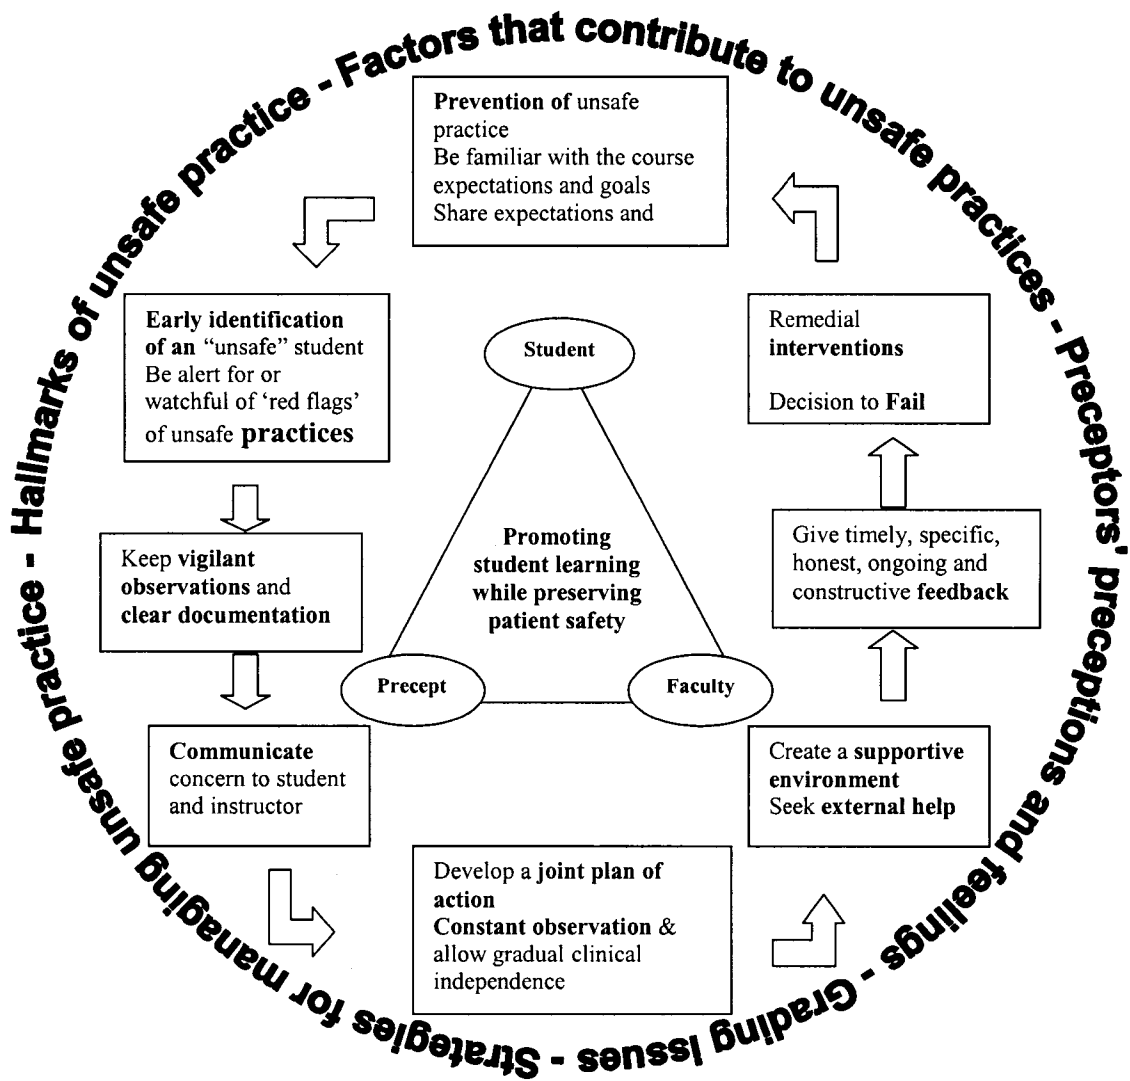 Hallmarks of unsafe practice - Factors that contribute to unsafe practices - Preceptors' preceptions and feelings - Grading Issues - Strategies for managing unsafe practice -
Prevention of unsafe
practice
Be familiar with the course
expectations and goals
Share expectations and
Early identification
of an “unsafe” student
Be alert for or
watchful of ‘red flags’
of unsafe practices
Keep vigilant
observations and
clear documentation
Communicate
concern to student
and instructor
Develop a joint plan of
action
Constant observation &
allow gradual clinical
independence
Create a supportive
environment
Seek external help
Give timely, specific,
honest, ongoing and
constructive feedback
Remedial
interventions
Decision to Fail
Student
Promoting
student learning
while preserving
patient safety
Precept
Faculty